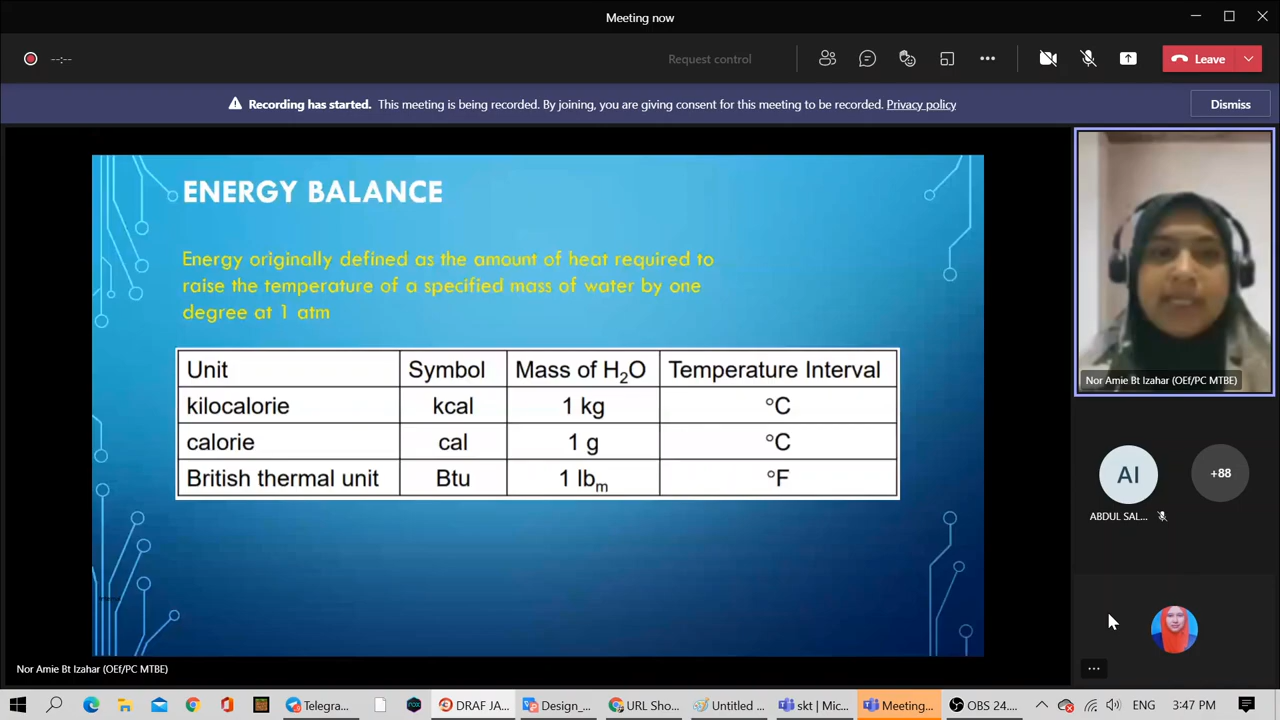 Meeting now
--:--
Request control
Leave
Recording has started. This meeting is being recorded. By joining, you are giving consent for this meeting to be recorded. Privacy policy
Dismiss
ENERGY BALANCE
Energy originally defined as the amount of heat required to
raise the temperature of a specified mass of water by one
degree at 1 atm
Unit Symbol Mass of H₂O Temperature Interval
kilocalorie kcal 1 kg °C
calorie cal 1 g °C
British thermal unit Btu 1 lbₘ °F
Nor Amie Bt Izahar (OEf/PC MTBE)
AI
+88
ABDUL SAL...
Nor Amie Bt Izahar (OEf/PC MTBE)
Telegra... DRAF JA... Design_... URL Sho... Untitled ... skt | Mic... Meeting... OBS 24.... ENG 3:47 PM